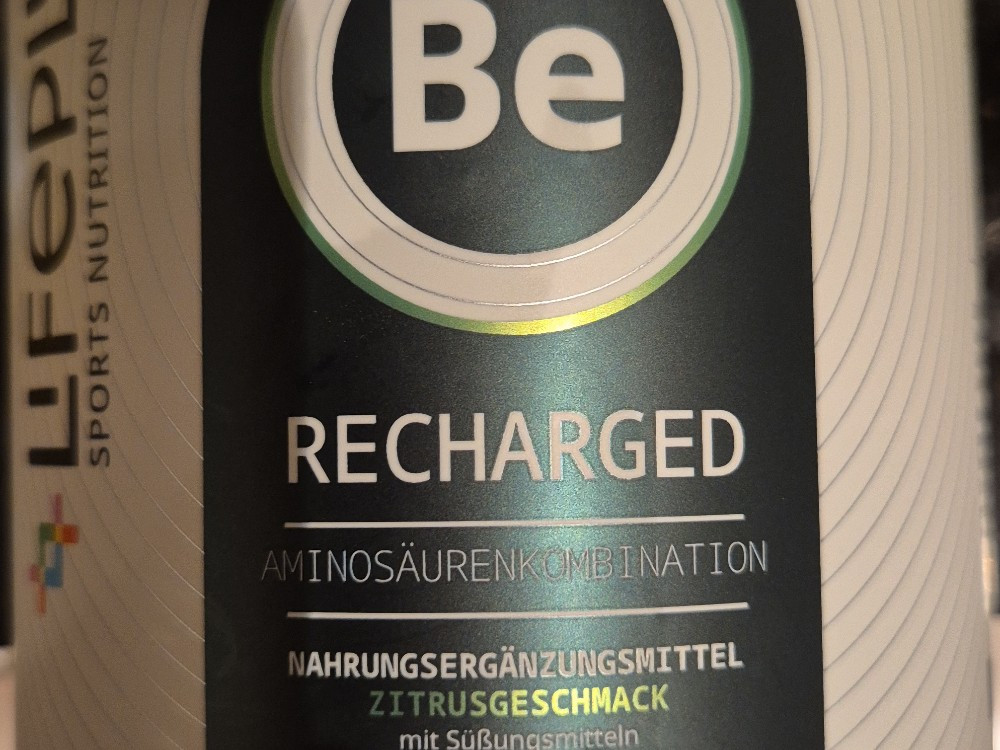 Be
RECHARGED
AMINOSÄURENKOMBINATION
NAHRUNGSERGÄNZUNGSMITTEL
ZITRUSGESCHMACK
mit Süßungsmitteln
SPORTS NUTRITION